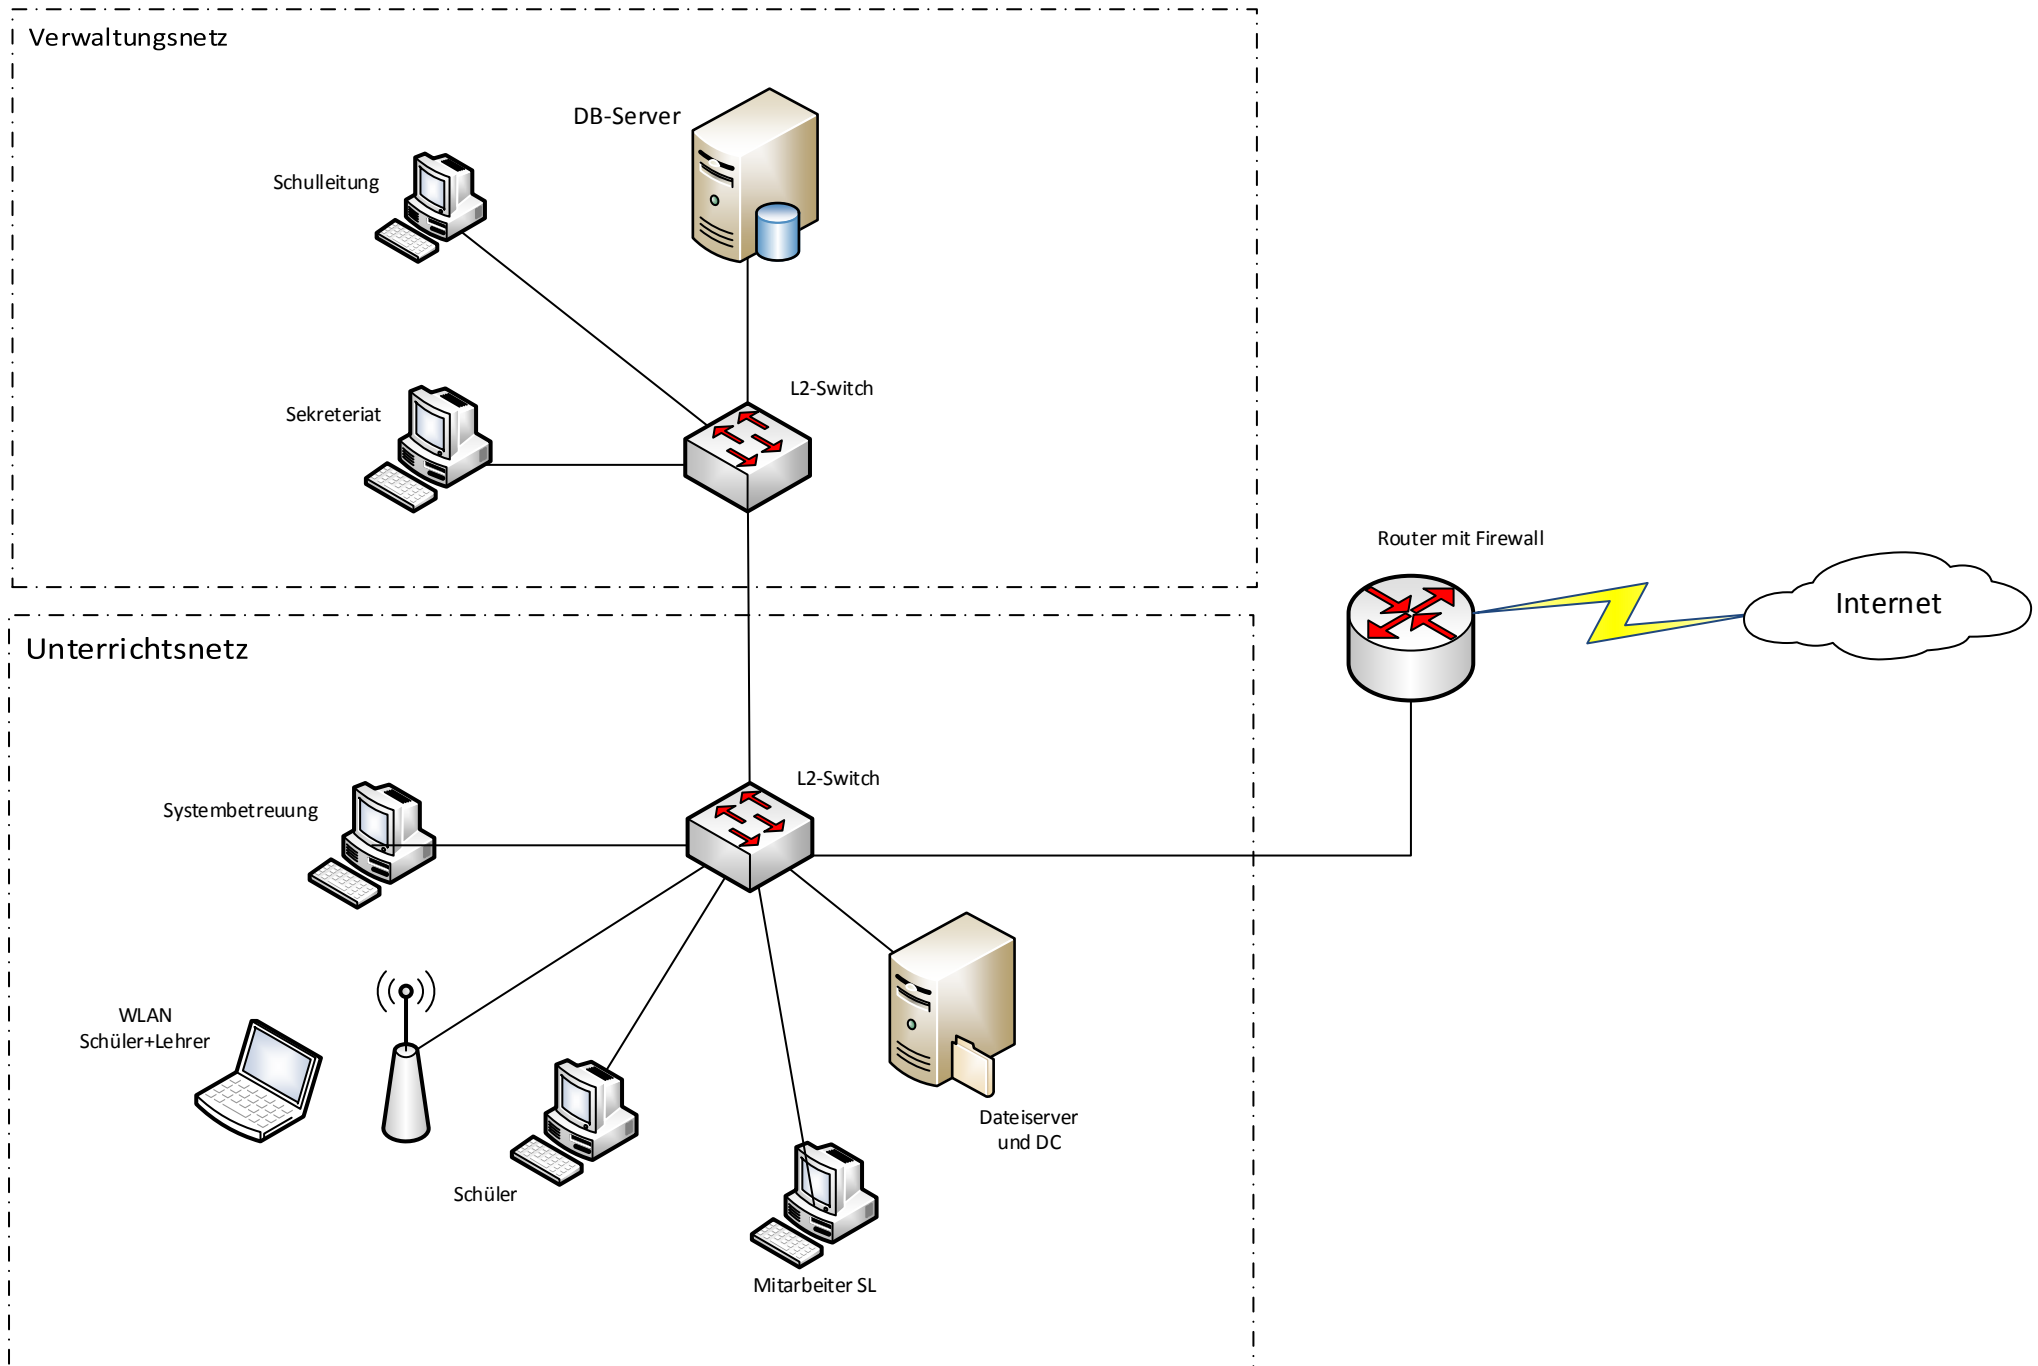 Verwaltungsnetz
DB-Server
Schulleitung
L2-Switch
Sekreteriat
Router mit Firewall
Internet
Unterrichtsnetz
L2-Switch
Systembetreuung
WLAN
Schüler+Lehrer
Dateiserver
und DC
Schüler
Mitarbeiter SL